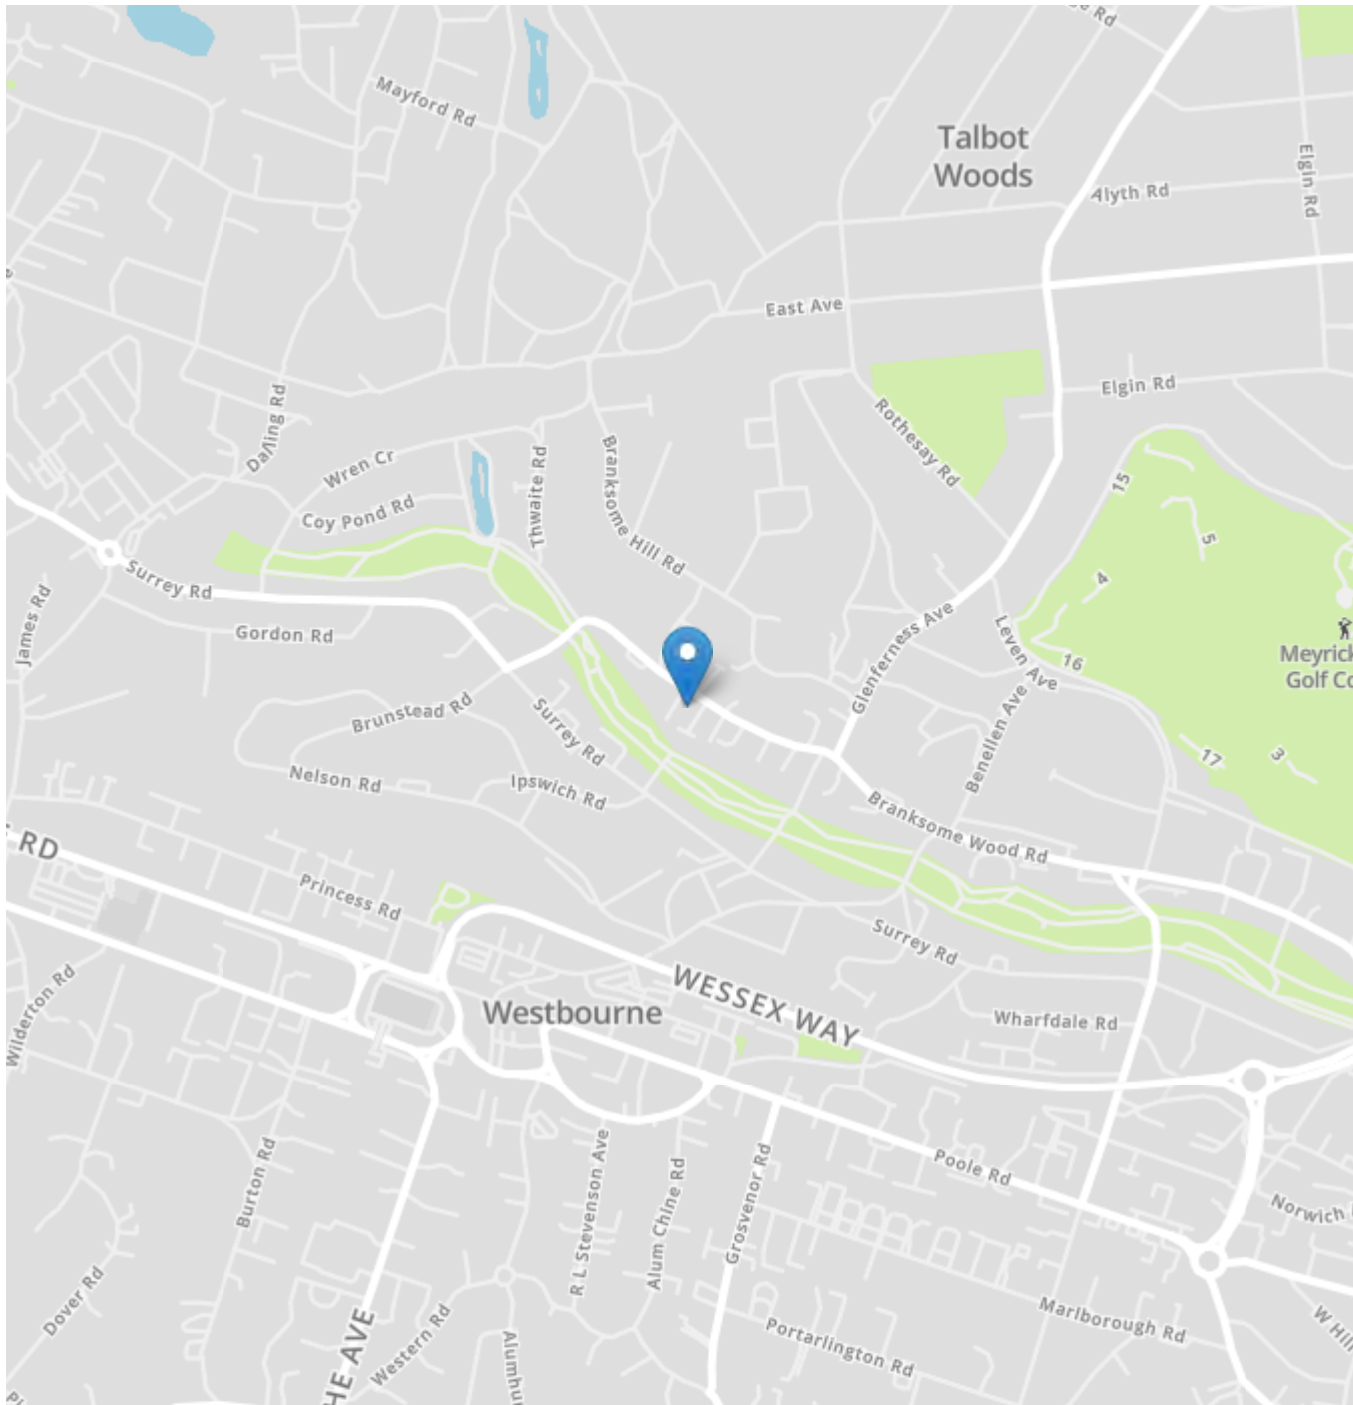 Rd
Mayford Rd
Talbot
Woods
Elgin Rd
Alyth Rd
East Ave
Elgin Rd
Darling Rd
Rothesay Rd
Wren Cr
Thwaite Rd
Branksome Hill Rd
15
Coy Pond Rd
5
Surrey Rd
4
James Rd
Gordon Rd
Glenferness Ave
Leven Ave
16
Meyrick
Golf Co
Brunstead Rd
Surrey Rd
Benellen Ave
17
3
Nelson Rd
Ipswich Rd
Branksome Wood Rd
RD
Princess Rd
Surrey Rd
WESSEX WAY
Wilderton Rd
Westbourne
Wharfdale Rd
Burton Rd
R L Stevenson Ave
Alum Chine Rd
Grosvenor Rd
Poole Rd
Norwich
Dover Rd
HE AVE
Western Rd
Alumhu
Portarlington Rd
Marlborough Rd
W Hill